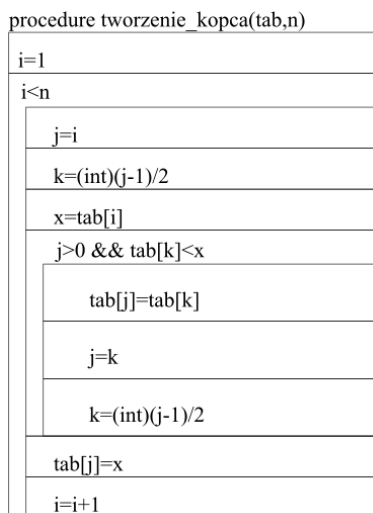 procedure tworzenie_kopca(tab,n)
i=1
i<n
j=i
k=(int)(j-1)/2
x=tab[i]
j>0 && tab[k]<x
tab[j]=tab[k]
j=k
k=(int)(j-1)/2
tab[j]=x
i=i+1